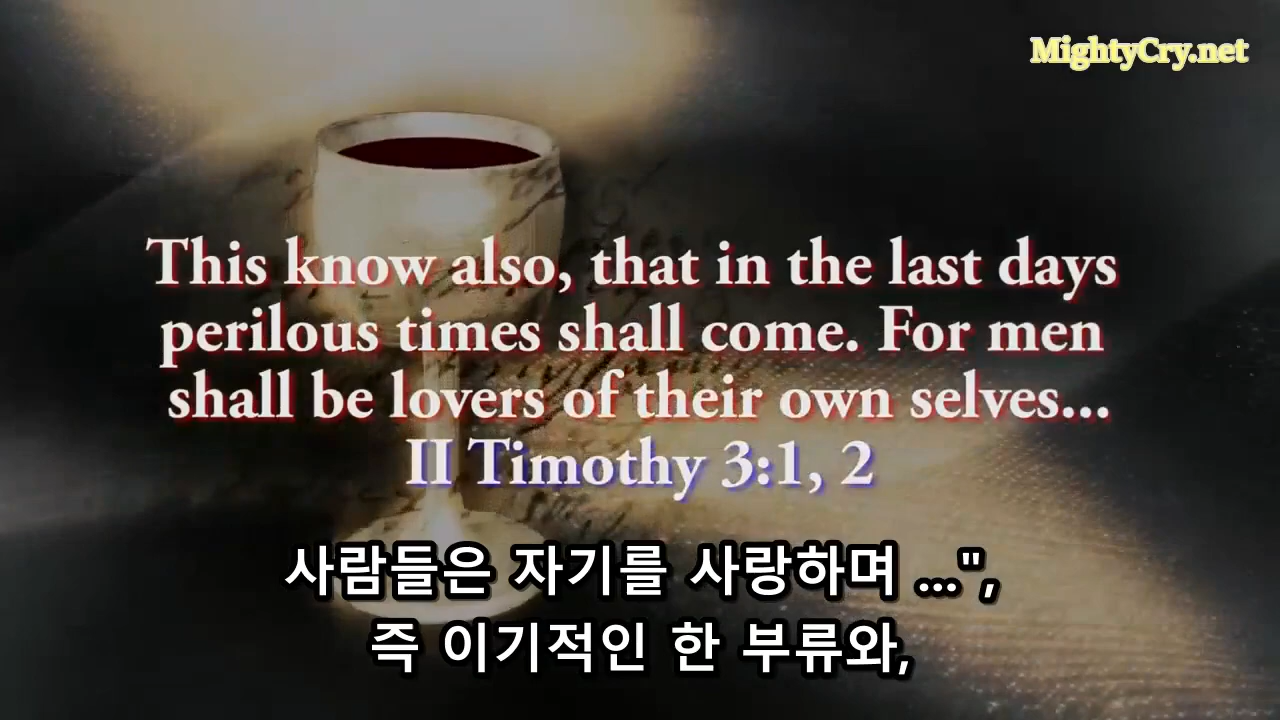 MightyCry.net
This know also, that in the last days
perilous times shall come. For men
shall be lovers of their own selves...
II Timothy 3:1, 2
사람들은 자기를 사랑하며 ...",
즉 이기적인 한 부류와,